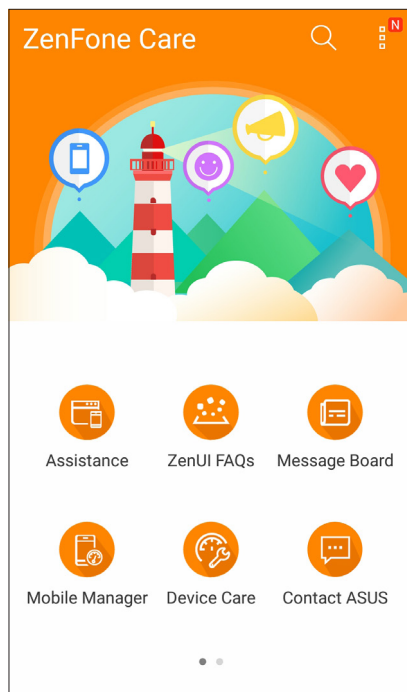 ZenFone Care
N
Assistance
ZenUI FAQs
Message Board
Mobile Manager
Device Care
Contact ASUS